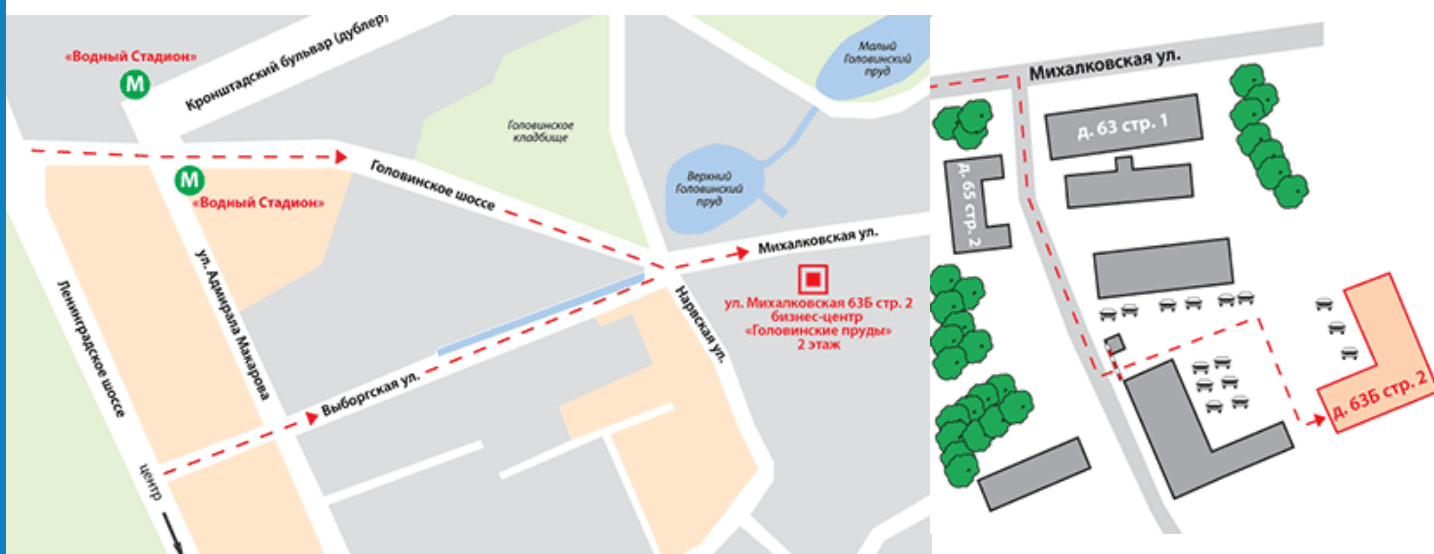 «Водный Стадион»
М
Кронштадский бульвар (дублер)
Малый
Головинский
пруд
Головинское
кладбище
М
«Водный Стадион»
Головинское шоссе
Верхний
Головинский
пруд
Михалковская ул.
ул. Михалковская 63Б стр. 2
бизнес-центр
«Головинские пруды»
2 этаж
Нарвская ул.
ул. Адмирала Макарова
Ленинградское шоссе
Выборгская ул.
центр
Михалковская ул.
д. 63 стр. 1
д. 65 стр. 2
д. 63Б стр. 2